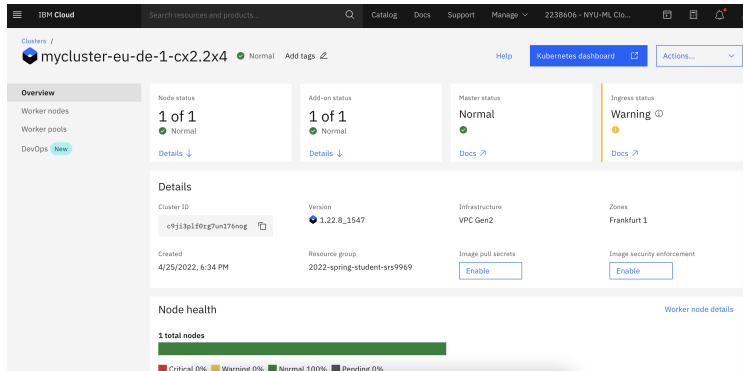 IBM Cloud
Search resources and products...
Catalog
Docs
Support
Manage
2238606 - NYU-ML Clo...
Clusters /
mycluster-eu-de-1-cx2.2x4
Normal
Add tags
Help
Kubernetes dashboard
Actions...
Overview
Worker nodes
Worker pools
DevOps New
Node status
1 of 1
Normal
Details
Add-on status
1 of 1
Normal
Details
Master status
Normal
Docs
Ingress status
Warning
Docs
Details
Cluster ID
c9ji3plf0rg7un176nog
Version
1.22.8_1547
Infrastructure
VPC Gen2
Zones
Frankfurt 1
Created
4/25/2022, 6:34 PM
Resource group
2022-spring-student-srs9969
Image pull secrets
Enable
Image security enforcement
Enable
Node health
Worker node details
1 total nodes
Critical 0% Warning 0% Normal 100% Pending 0%